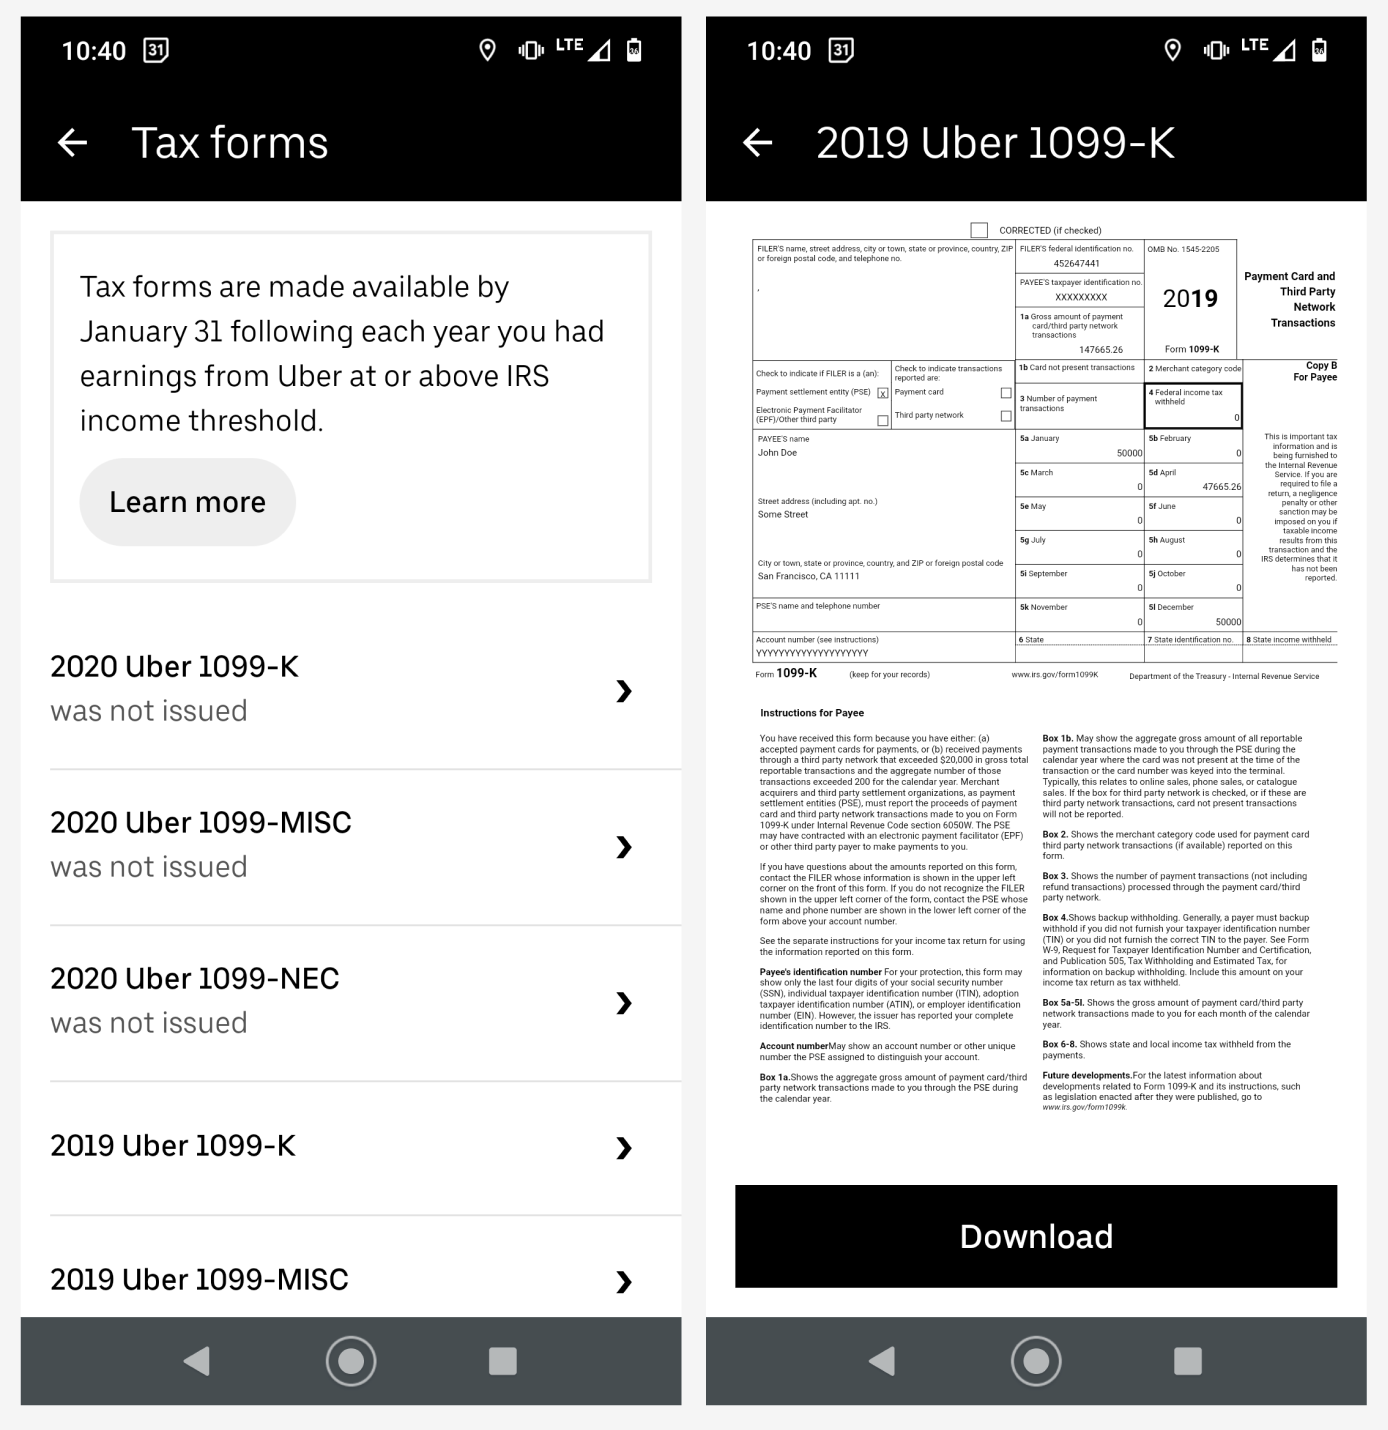 10:40 31 LTE 36
Tax forms
Tax forms are made available by
January 31 following each year you had
earnings from Uber at or above IRS
income threshold.
Learn more
2020 Uber 1099-K
was not issued
2020 Uber 1099-MISC
was not issued
2020 Uber 1099-NEC
was not issued
2019 Uber 1099-K
2019 Uber 1099-MISC
10:40 31 LTE 36
2019 Uber 1099-K
CORRECTED (if checked)
FILER'S name, street address, city or town, state or province, country, ZIP
or foreign postal code, and telephone no.
,
FILER'S federal identification no.
452647441
PAYEE'S taxpayer identification no.
XXXXXXXXX
1a Gross amount of payment
card/third party network
transactions
147665.26
OMB No. 1545-2205
2019
Form 1099-K
Payment Card and
Third Party
Network
Transactions
Check to indicate if FILER is a (an):
Payment settlement entity (PSE) x
Electronic Payment Facilitator
(EPF)/Other third party
Check to indicate transactions
reported are:
Payment card
Third party network
1b Card not present transactions
2 Merchant category code
Copy B
For Payee
3 Number of payment
transactions
4 Federal income tax
withheld
0
PAYEE'S name
John Doe
Street address (including apt. no.)
Some Street
City or town, state or province, country, and ZIP or foreign postal code
San Francisco, CA 11111
PSE'S name and telephone number
Account number (see instructions)
YYYYYYYYYYYYYYYYYYYY
5a January
50000
5b February
0
5c March
0
5d April
47665.26
5e May
0
5f June
0
5g July
0
5h August
0
5i September
0
5j October
0
5k November
0
5l December
50000
6 State
7 State identification no.
8 State income withheld
This is important tax
information and is
being furnished to
the Internal Revenue
Service. If you are
required to file a
return, a negligence
penalty or other
sanction may be
imposed on you if
taxable income
results from this
transaction and the
IRS determines that it
has not been
reported.
Form 1099-K (keep for your records) www.irs.gov/form1099K Department of the Treasury - Internal Revenue Service
Instructions for Payee
You have received this form because you have either: (a)
accepted payment cards for payments, or (b) received payments
through a third party network that exceeded $20,000 in gross total
reportable transactions and the aggregate number of those
transactions exceeded 200 for the calendar year. Merchant
acquirers and third party settlement organizations, as payment
settlement entities (PSE), must report the proceeds of payment
card and third party network transactions made to you on Form
1099-K under Internal Revenue Code section 6050W. The PSE
may have contracted with an electronic payment facilitator (EPF)
or other third party payer to make payments to you.
If you have questions about the amounts reported on this form,
contact the FILER whose information is shown in the upper left
corner on the front of this form. If you do not recognize the FILER
shown in the upper left corner of the form, contact the PSE whose
name and phone number are shown in the lower left corner of the
form above your account number.
See the separate instructions for your income tax return for using
the information reported on this form.
Payee's identification number For your protection, this form may
show only the last four digits of your social security number
(SSN), individual taxpayer identification number (ITIN), adoption
taxpayer identification number (ATIN), or employer identification
number (EIN). However, the issuer has reported your complete
identification number to the IRS.
Account numberMay show an account number or other unique
number the PSE assigned to distinguish your account.
Box 1a.Shows the aggregate gross amount of payment card/third
party network transactions made to you through the PSE during
the calendar year.
Box 1b. May show the aggregate gross amount of all reportable
payment transactions made to you through the PSE during the
calendar year where the card was not present at the time of the
transaction or the card number was keyed into the terminal.
Typically, this relates to online sales, phone sales, or catalogue
sales. If the box for third party network is checked, or if these are
third party network transactions, card not present transactions
will not be reported.
Box 2. Shows the merchant category code used for payment card
third party network transactions (if available) reported on this
form.
Box 3. Shows the number of payment transactions (not including
refund transactions) processed through the payment card/third
party network.
Box 4.Shows backup withholding. Generally, a payer must backup
withhold if you did not furnish your taxpayer identification number
(TIN) or you did not furnish the correct TIN to the payer. See Form
W-9, Request for Taxpayer Identification Number and Certification,
and Publication 505, Tax Withholding and Estimated Tax, for
information on backup withholding. Include this amount on your
income tax return as tax withheld.
Box 5a-5l. Shows the gross amount of payment card/third party
network transactions made to you for each month of the calendar
year.
Box 6-8. Shows state and local income tax withheld from the
payments.
Future developments.For the latest information about
developments related to Form 1099-K and its instructions, such
as legislation enacted after they were published, go to
www.irs.gov/form1099k.
Download